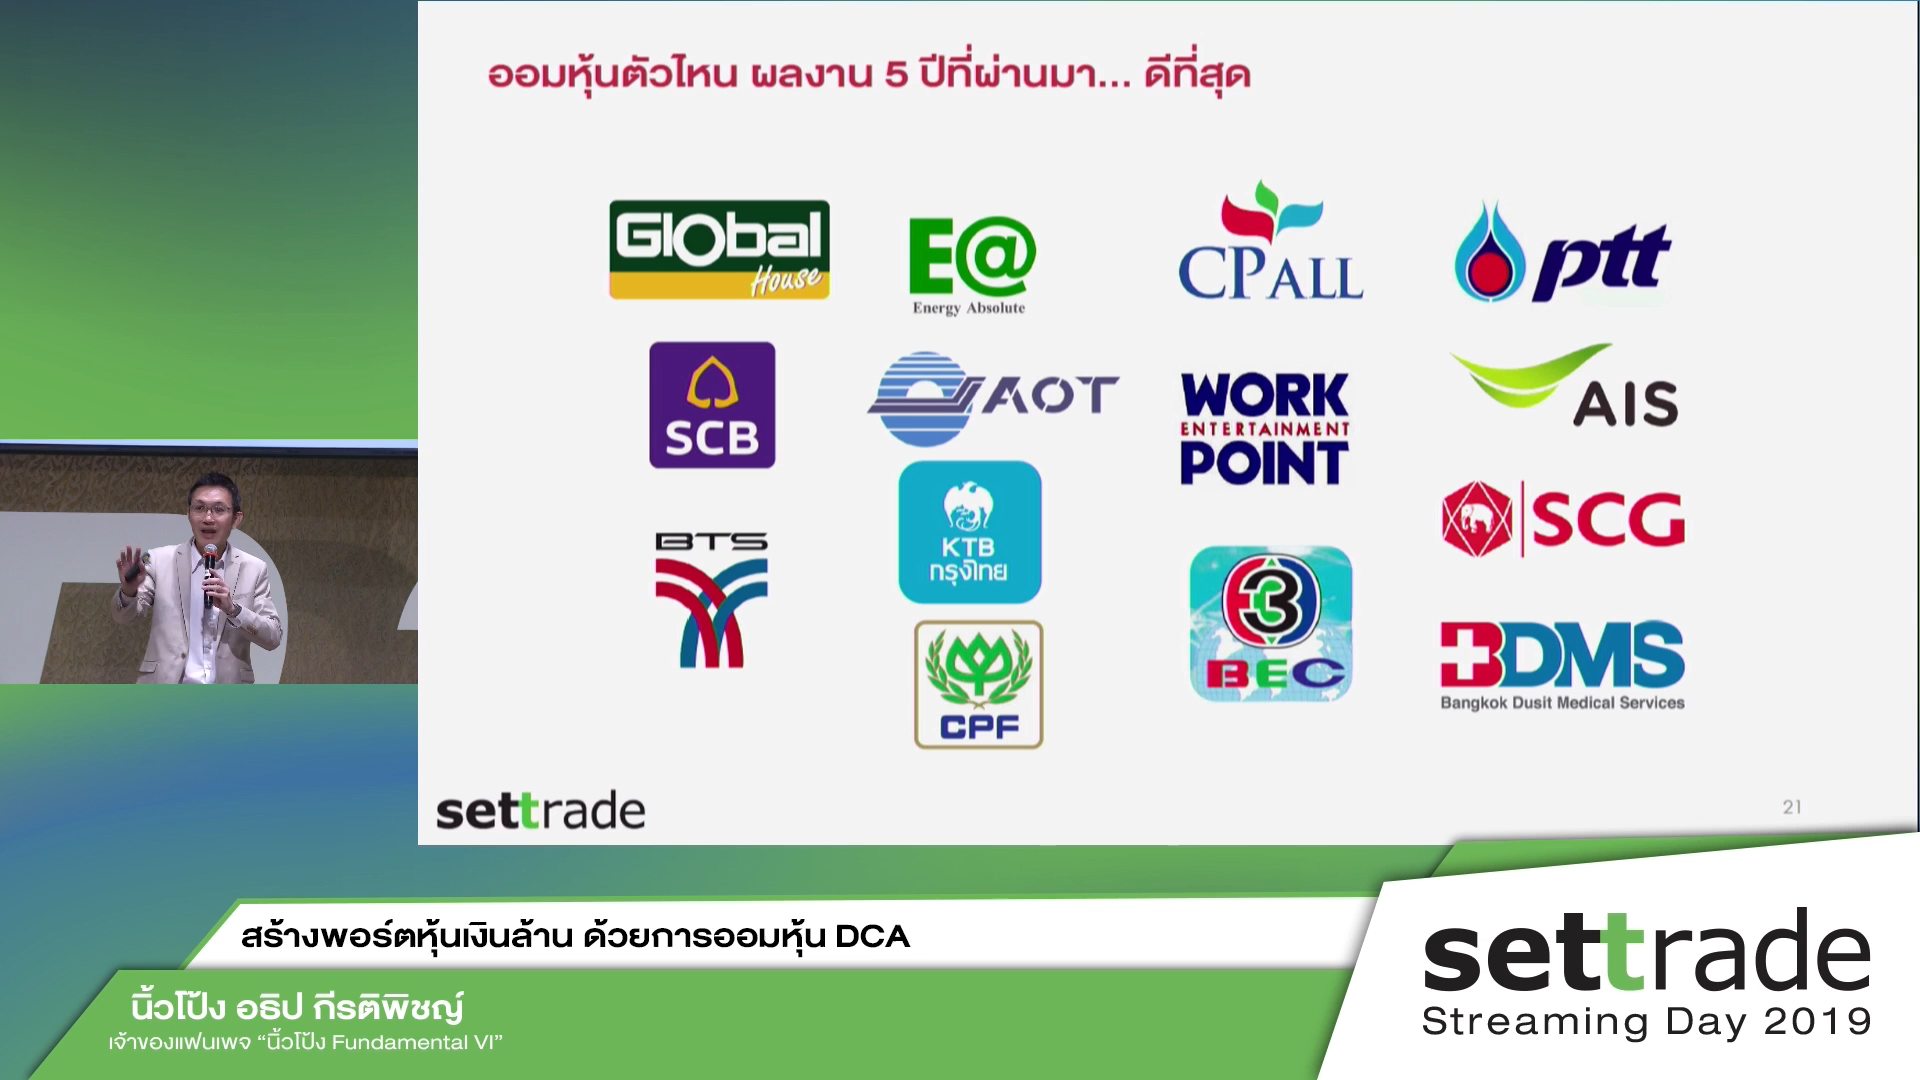 ออมหุ้นตัวไหน ผลงาน 5 ปีที่ผ่านมา... ดีที่สุด
Global
House
E@
Energy Absolute
CPALL
ptt
SCB
AOT
WORK
ENTERTAINMENT
POINT
AIS
BTS
KTB
กรุงไทย
SCG
3
BEC
CPF
BDMS
Bangkok Dusit Medical Services
settrade
21
สร้างพอร์ตหุ้นเงินล้าน ด้วยการออมหุ้น DCA
นิ้วโป้ง อธิป กีรติพิชญ์
เจ้าของแฟนเพจ “นิ้วโป้ง Fundamental VI”
settrade
Streaming Day 2019